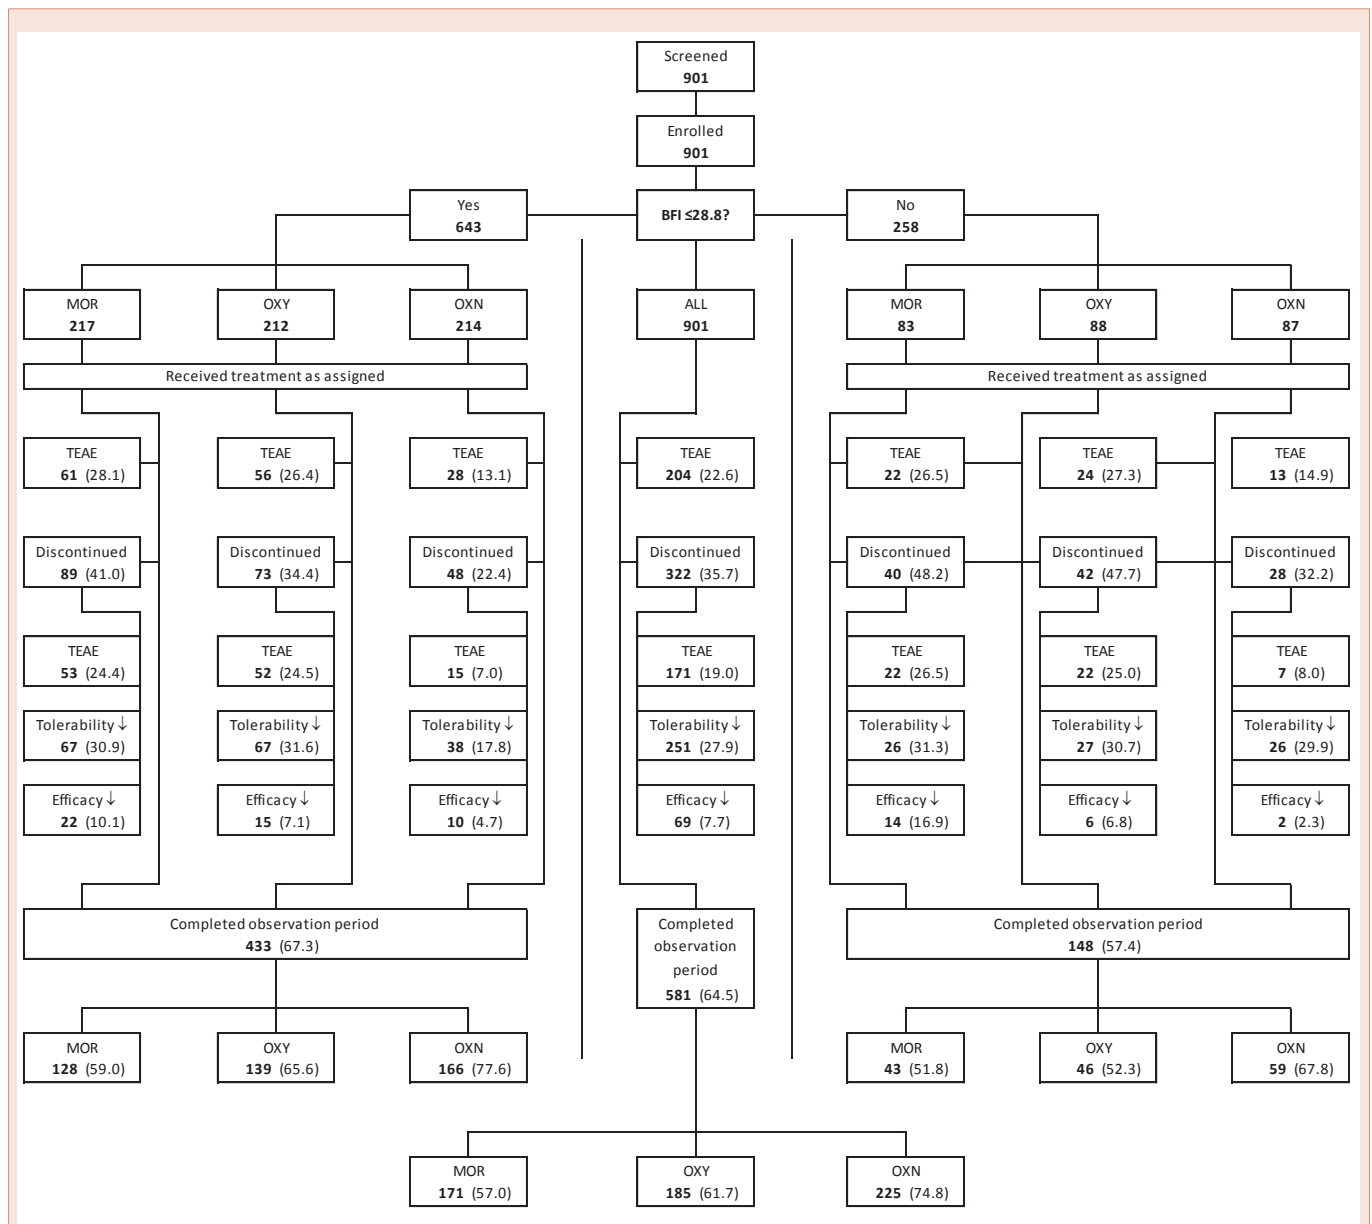 Screened
901
Enrolled
901
Yes
643
BFI ≤28.8?
No
258
MOR
217
OXY
212
OXN
214
ALL
901
MOR
83
OXY
88
OXN
87
Received treatment as assigned
Received treatment as assigned
TEAE
61 (28.1)
TEAE
56 (26.4)
TEAE
28 (13.1)
TEAE
204 (22.6)
TEAE
22 (26.5)
TEAE
24 (27.3)
TEAE
13 (14.9)
Discontinued
89 (41.0)
Discontinued
73 (34.4)
Discontinued
48 (22.4)
Discontinued
322 (35.7)
Discontinued
40 (48.2)
Discontinued
42 (47.7)
Discontinued
28 (32.2)
TEAE
53 (24.4)
TEAE
52 (24.5)
TEAE
15 (7.0)
TEAE
171 (19.0)
TEAE
22 (26.5)
TEAE
22 (25.0)
TEAE
7 (8.0)
Tolerability ↓
67 (30.9)
Tolerability ↓
67 (31.6)
Tolerability ↓
38 (17.8)
Tolerability ↓
251 (27.9)
Tolerability ↓
26 (31.3)
Tolerability ↓
27 (30.7)
Tolerability ↓
26 (29.9)
Efficacy ↓
22 (10.1)
Efficacy ↓
15 (7.1)
Efficacy ↓
10 (4.7)
Efficacy ↓
69 (7.7)
Efficacy ↓
14 (16.9)
Efficacy ↓
6 (6.8)
Efficacy ↓
2 (2.3)
Completed observation period
433 (67.3)
Completed
observation
period
581 (64.5)
Completed observation period
148 (57.4)
MOR
128 (59.0)
OXY
139 (65.6)
OXN
166 (77.6)
MOR
43 (51.8)
OXY
46 (52.3)
OXN
59 (67.8)
MOR
171 (57.0)
OXY
185 (61.7)
OXN
225 (74.8)